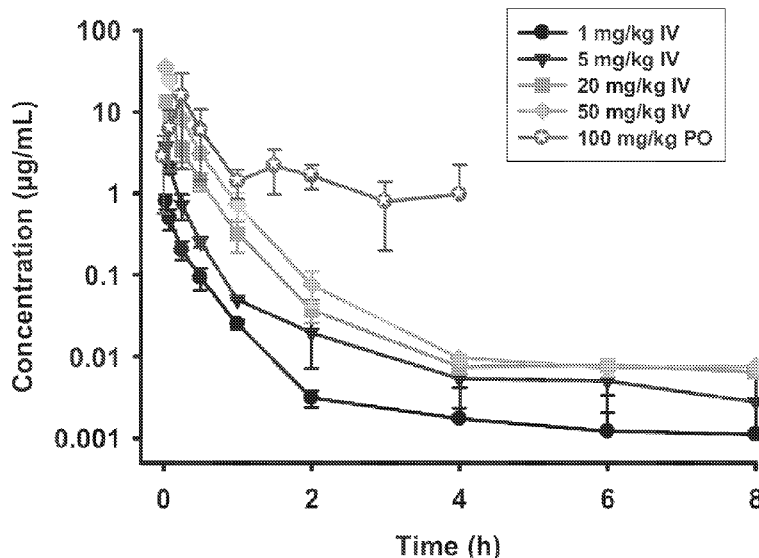 100
10
1
0.1
0.01
0.001
Concentration (µg/mL)
1 mg/kg IV
5 mg/kg IV
20 mg/kg IV
50 mg/kg IV
100 mg/kg PO
0
2
4
6
8
Time (h)